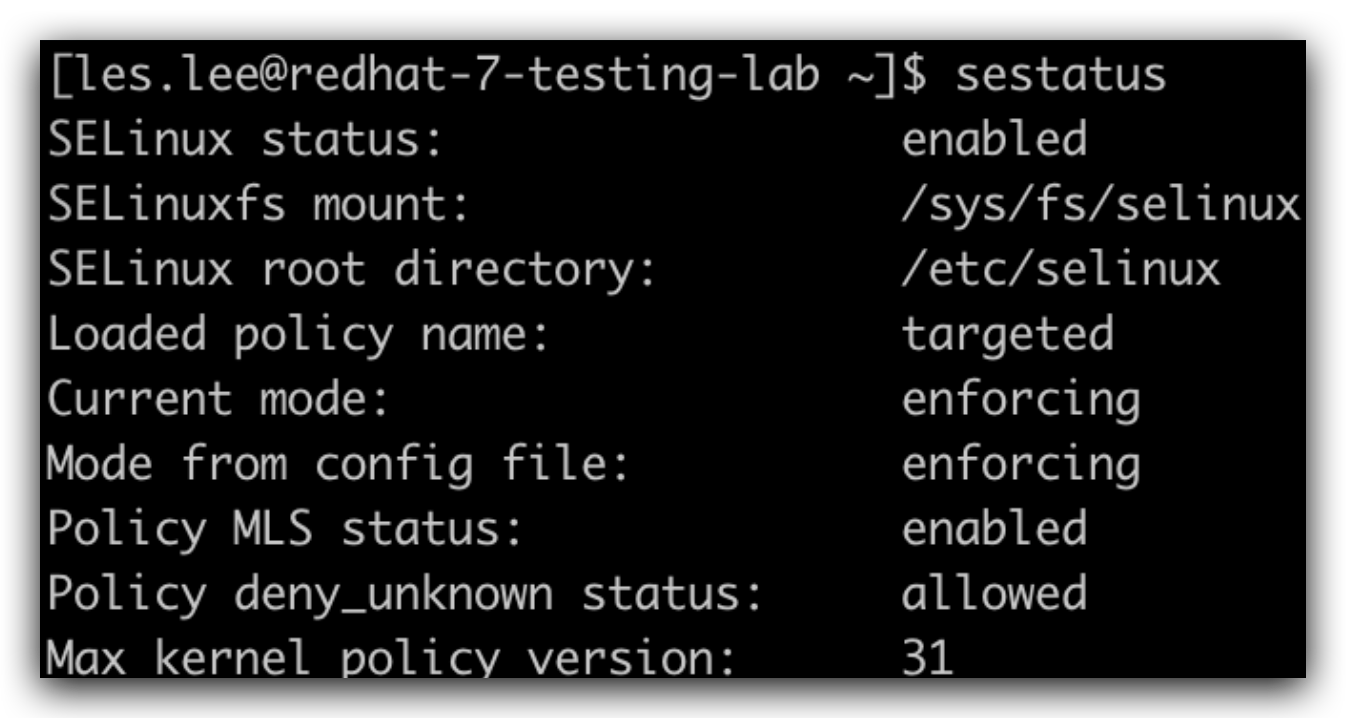 [les.lee@redhat-7-testing-lab ~]$ sestatus
SELinux status: enabled
SELinuxfs mount: /sys/fs/selinux
SELinux root directory: /etc/selinux
Loaded policy name: targeted
Current mode: enforcing
Mode from config file: enforcing
Policy MLS status: enabled
Policy deny_unknown status: allowed
Max kernel policy version: 31